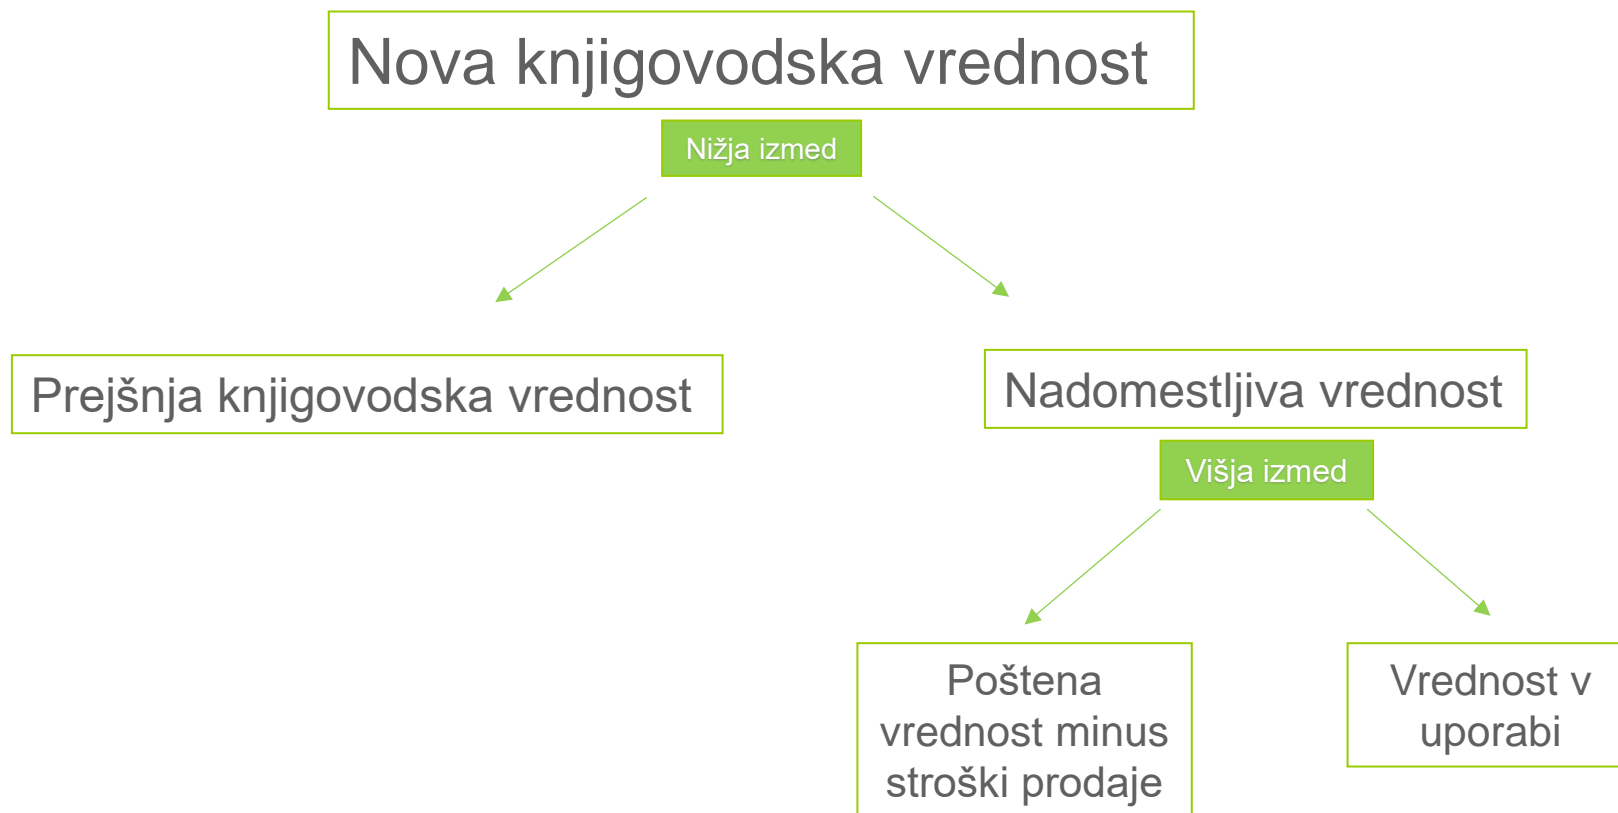 Nova knjigovodska vrednost
Nižja izmed
Prejšnja knjigovodska vrednost
Nadomestljiva vrednost
Višja izmed
Poštena
vrednost minus
stroški prodaje
Vrednost v
uporabi